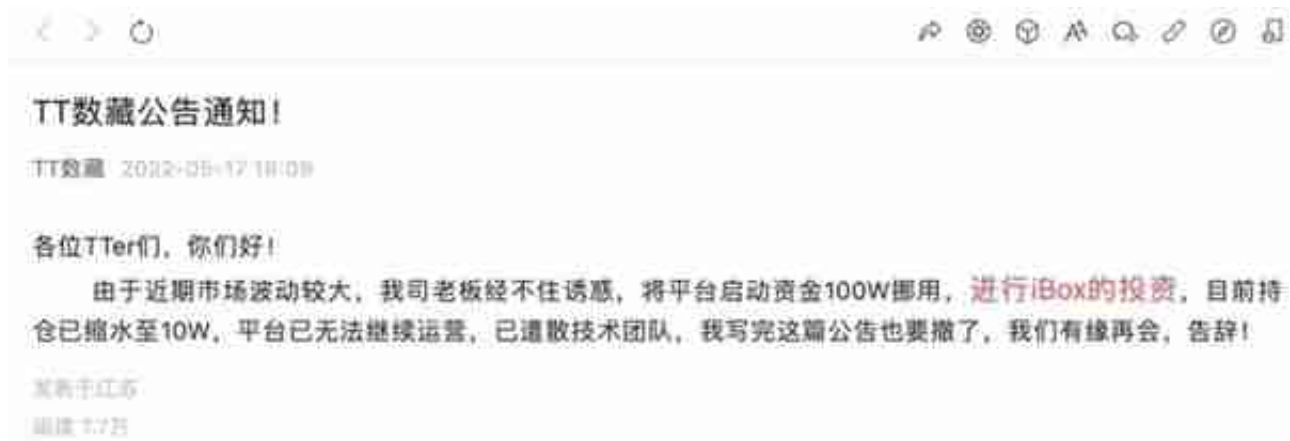 TT数藏公告通知！
TT数藏 2022-05-17 18:09
各位TTer们，你们好！
由于近期市场波动较大，我司老板经不住诱惑，将平台启动资金100W挪用，进行iBox的投资，目前持
仓已缩水至10W，平台已无法继续运营，已遣散技术团队，我写完这篇公告也要撤了，我们有缘再会，告辞！
发表于江苏
阅读 7.7万